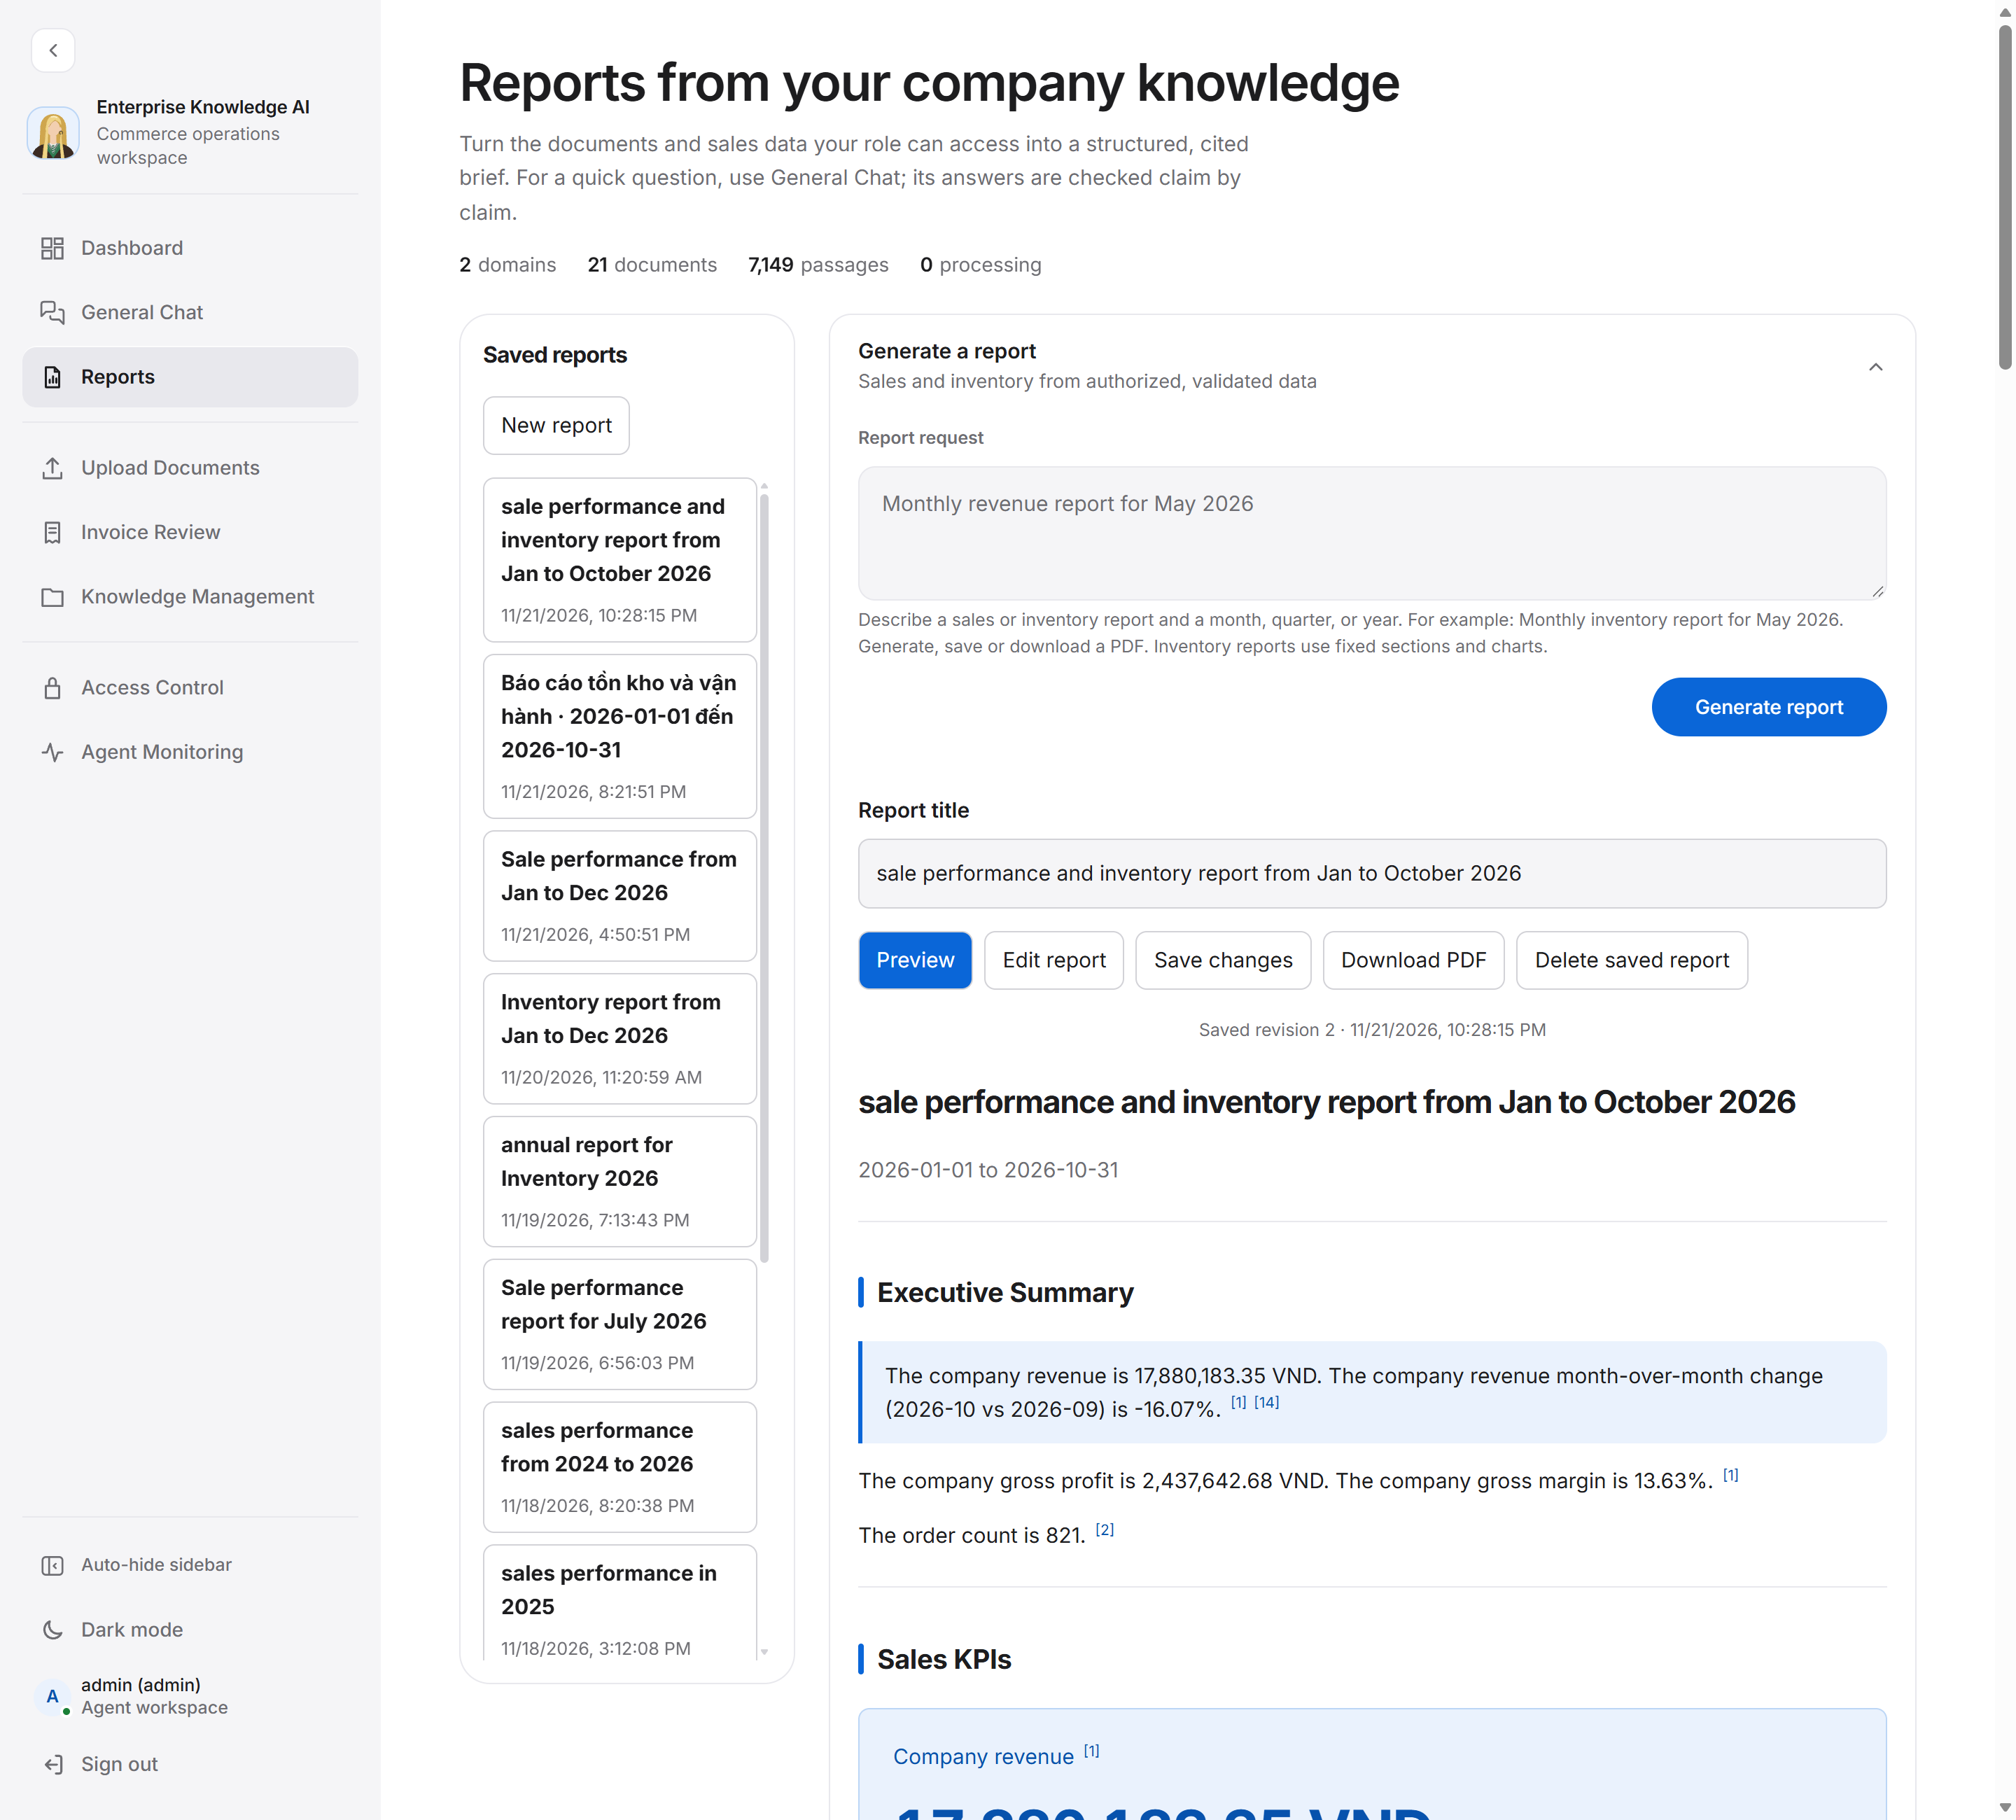 Enterprise Knowledge AI
Commerce operations
workspace
Dashboard
General Chat
Reports
Upload Documents
Invoice Review
Knowledge Management
Access Control
Agent Monitoring
Auto-hide sidebar
Dark mode
A
admin (admin)
Agent workspace
Sign out
Reports from your company knowledge
Turn the documents and sales data your role can access into a structured, cited
brief. For a quick question, use General Chat; its answers are checked claim by
claim.
2 domains 21 documents 7,149 passages 0 processing
Saved reports
New report
sale performance and
inventory report from
Jan to October 2026
11/21/2026, 10:28:15 PM
Báo cáo tồn kho và vận
hành · 2026-01-01 đến
2026-10-31
11/21/2026, 8:21:51 PM
Sale performance from
Jan to Dec 2026
11/21/2026, 4:50:51 PM
Inventory report from
Jan to Dec 2026
11/20/2026, 11:20:59 AM
annual report for
Inventory 2026
11/19/2026, 7:13:43 PM
Sale performance
report for July 2026
11/19/2026, 6:56:03 PM
sales performance
from 2024 to 2026
11/18/2026, 8:20:38 PM
sales performance in
2025
11/18/2026, 3:12:08 PM
Generate a report
Sales and inventory from authorized, validated data
Report request
Monthly revenue report for May 2026
Describe a sales or inventory report and a month, quarter, or year. For example: Monthly inventory report for May 2026.
Generate, save or download a PDF. Inventory reports use fixed sections and charts.
Generate report
Report title
sale performance and inventory report from Jan to October 2026
Preview
Edit report
Save changes
Download PDF
Delete saved report
Saved revision 2 · 11/21/2026, 10:28:15 PM
sale performance and inventory report from Jan to October 2026
2026-01-01 to 2026-10-31
Executive Summary
The company revenue is 17,880,183.35 VND. The company revenue month-over-month change
(2026-10 vs 2026-09) is -16.07%. [1] [14]
The company gross profit is 2,437,642.68 VND. The company gross margin is 13.63%. [1]
The order count is 821. [2]
Sales KPIs
Company revenue [1]
17,880,183.35 VND